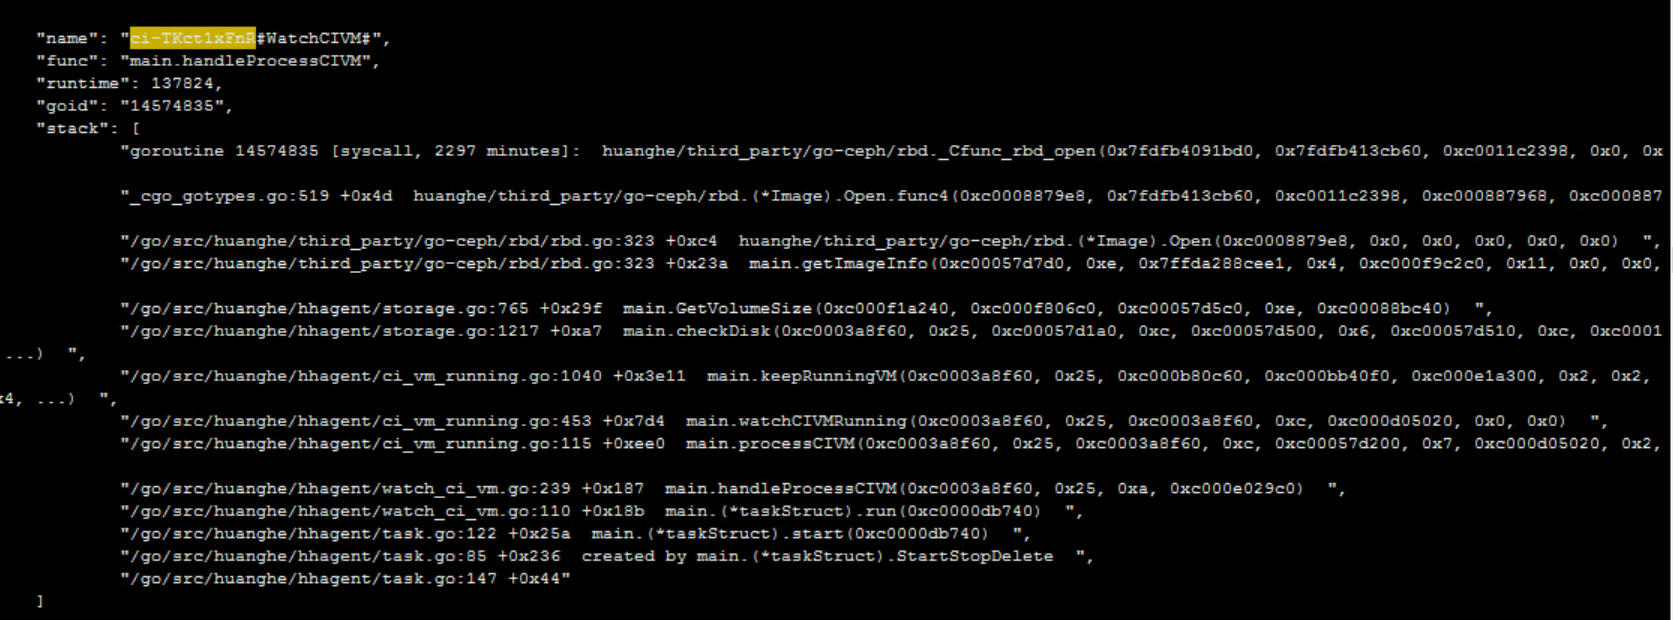 "name": "ci-TKct1xFnR#WatchCIVM#",
"func": "main.handleProcessCIVM",
"runtime": 137824,
"goid": "14574835",
"stack": [
"goroutine 14574835 [syscall, 2297 minutes]:  huanghe/third_party/go-ceph/rbd._Cfunc_rbd_open(0x7fdfb4091bd0, 0x7fdfb413cb60, 0xc0011c2398, 0x0, 0x
"_cgo_gotypes.go:519 +0x4d  huanghe/third_party/go-ceph/rbd.(*Image).Open.func4(0xc0008879e8, 0x7fdfb413cb60, 0xc0011c2398, 0xc000887968, 0xc000887
"/go/src/huanghe/third_party/go-ceph/rbd/rbd.go:323 +0xc4  huanghe/third_party/go-ceph/rbd.(*Image).Open(0xc0008879e8, 0x0, 0x0, 0x0, 0x0, 0x0)  ",
"/go/src/huanghe/third_party/go-ceph/rbd/rbd.go:323 +0x23a  main.getImageInfo(0xc00057d7d0, 0xe, 0x7ffda288cee1, 0x4, 0xc000f9c2c0, 0x11, 0x0, 0x0,
"/go/src/huanghe/hhagent/storage.go:765 +0x29f  main.GetVolumeSize(0xc000f1a240, 0xc000f806c0, 0xc00057d5c0, 0xe, 0xc00088bc40)  ",
"/go/src/huanghe/hhagent/storage.go:1217 +0xa7  main.checkDisk(0xc0003a8f60, 0x25, 0xc00057d1a0, 0xc, 0xc00057d500, 0x6, 0xc00057d510, 0xc, 0xc0001
...)  ",
"/go/src/huanghe/hhagent/ci_vm_running.go:1040 +0x3e11  main.keepRunningVM(0xc0003a8f60, 0x25, 0xc000b80c60, 0xc000bb40f0, 0xc000e1a300, 0x2, 0x2,
x4, ...)  ",
"/go/src/huanghe/hhagent/ci_vm_running.go:453 +0x7d4  main.watchCIVMRunning(0xc0003a8f60, 0x25, 0xc0003a8f60, 0xc, 0xc000d05020, 0x0, 0x0)  ",
"/go/src/huanghe/hhagent/ci_vm_running.go:115 +0xee0  main.processCIVM(0xc0003a8f60, 0x25, 0xc0003a8f60, 0xc, 0xc00057d200, 0x7, 0xc000d05020, 0x2,
"/go/src/huanghe/hhagent/watch_ci_vm.go:239 +0x187  main.handleProcessCIVM(0xc0003a8f60, 0x25, 0xa, 0xc000e029c0)  ",
"/go/src/huanghe/hhagent/watch_ci_vm.go:110 +0x18b  main.(*taskStruct).run(0xc0000db740)  ",
"/go/src/huanghe/hhagent/task.go:122 +0x25a  main.(*taskStruct).start(0xc0000db740)  ",
"/go/src/huanghe/hhagent/task.go:85 +0x236  created by main.(*taskStruct).StartStopDelete  ",
"/go/src/huanghe/hhagent/task.go:147 +0x44"
]